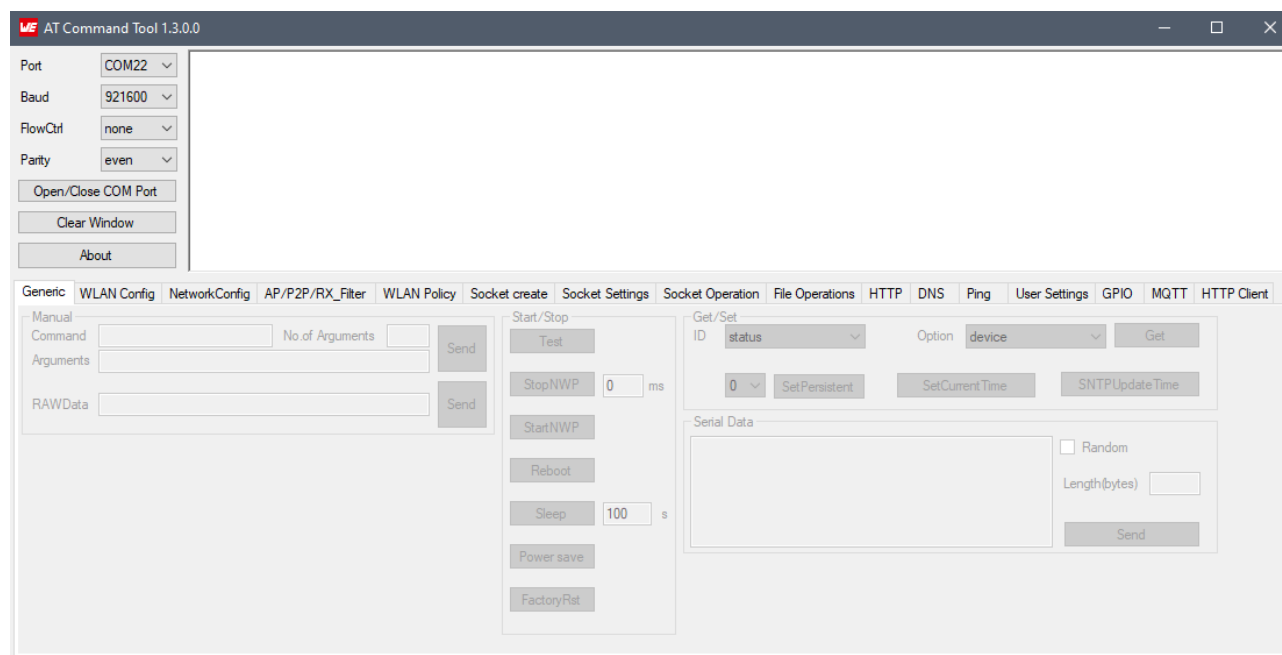 WE AT Command Tool 1.3.0.0
Port COM22
Baud 921600
FlowCtrl none
Parity even
Open/Close COM Port
Clear Window
About
Generic WLAN Config NetworkConfig AP/P2P/RX_Filter WLAN Policy Socket create Socket Settings Socket Operation File Operations HTTP DNS Ping User Settings GPIO MQTT HTTP Client
Manual
Command No.of Arguments Send
Arguments
RAWData Send
Start/Stop
Test
StopNWP 0 ms
StartNWP
Reboot
Sleep 100 s
Power save
FactoryRst
Get/Set
ID status Option device Get
0 SetPersistent SetCurrentTime SNTPUpdateTime
Serial Data
Random
Length(bytes)
Send